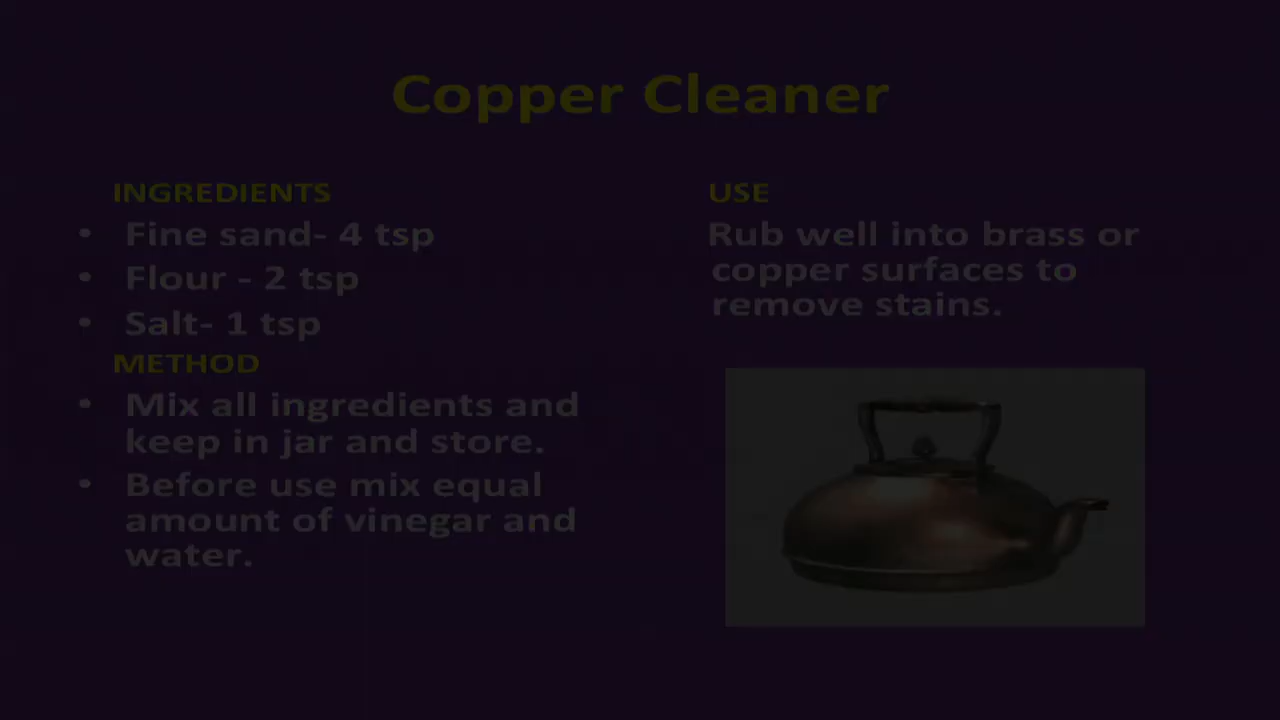 Copper Cleaner
INGREDIENTS
• Fine sand- 4 tsp
• Flour - 2 tsp
• Salt- 1 tsp
METHOD
• Mix all ingredients and
keep in jar and store.
• Before use mix equal
amount of vinegar and
water.
USE
Rub well into brass or
copper surfaces to
remove stains.